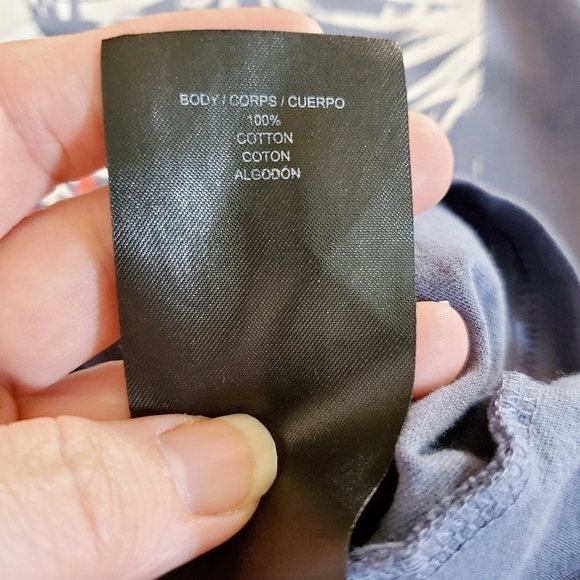 BODY / CORPS / CUERPO
100%
COTTON
COTON
ALGODÓN